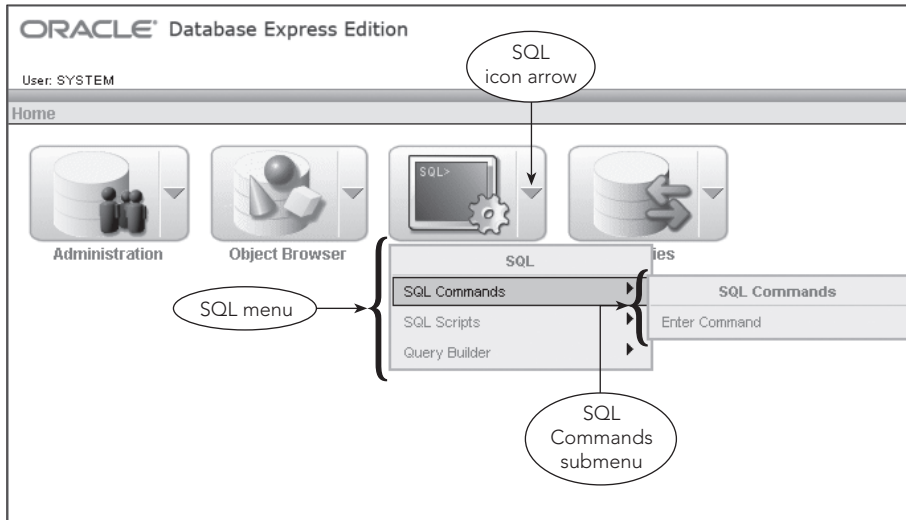 ORACLE® Database Express Edition
SQL
icon arrow
User: SYSTEM
Home
SQL>
Administration
Object Browser
ies
SQL
SQL Commands
SQL Scripts
Query Builder
SQL Commands
Enter Command
SQL menu
SQL
Commands
submenu